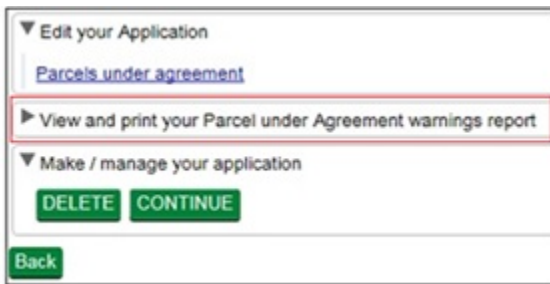 Edit your Application
Parcels under agreement
View and print your Parcel under Agreement warnings report
Make / manage your application
DELETE CONTINUE
Back